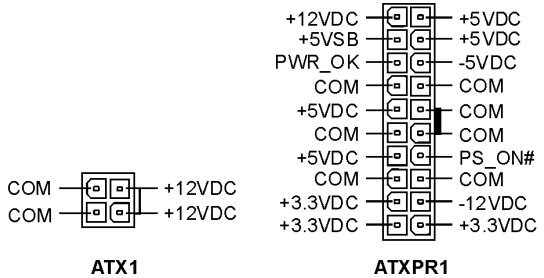 +12VDC +5VDC
+5VSB +5VDC
PWR_OK -5VDC
COM COM
+5VDC COM
COM COM
+5VDC PS_ON#
COM COM
+3.3VDC -12VDC
+3.3VDC +3.3VDC
COM +12VDC
COM +12VDC
ATX1 ATXPR1